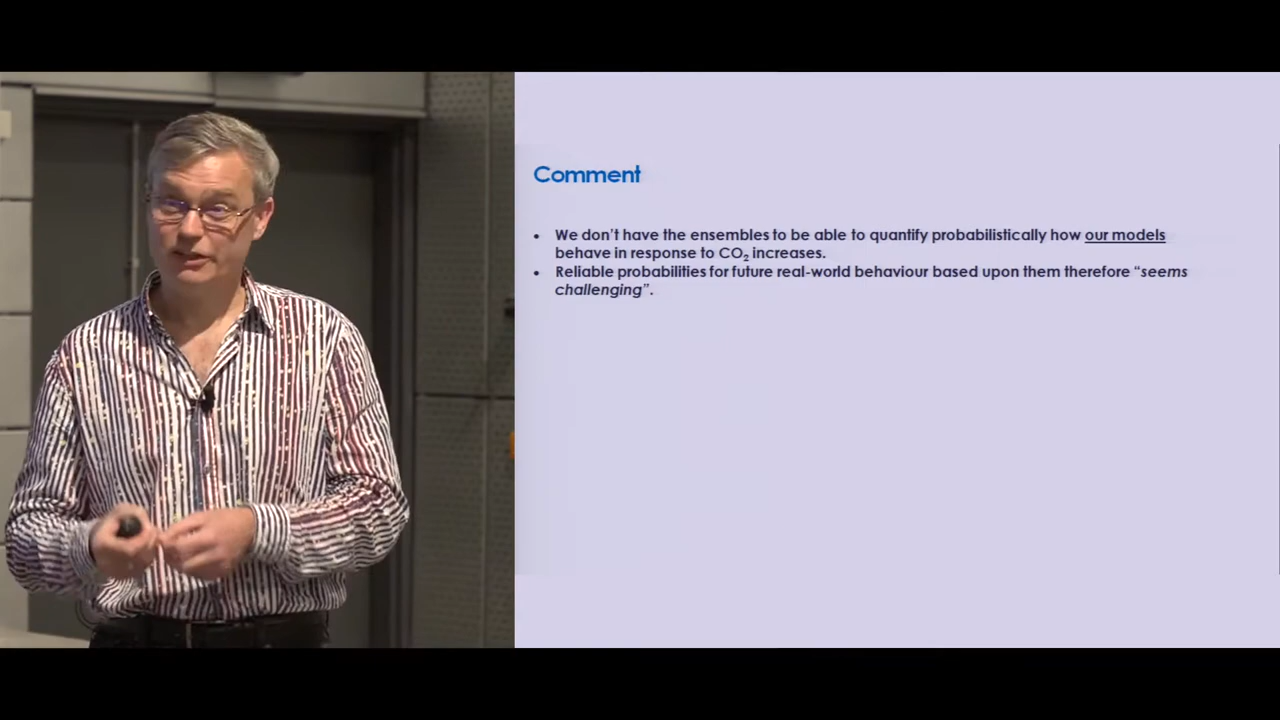 Comment
• We don't have the ensembles to be able to quantify probabilistically how our models
behave in response to CO₂ increases.
• Reliable probabilities for future real-world behaviour based upon them therefore "seems
challenging".